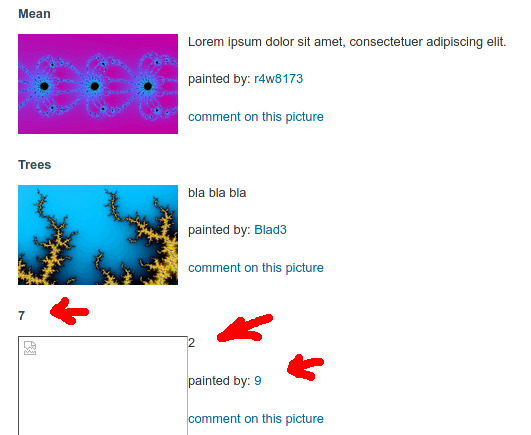 Mean
Lorem ipsum dolor sit amet, consectetuer adipiscing elit.
painted by: r4w8173
comment on this picture
Trees
bla bla bla
painted by: Blad3
comment on this picture
7
2
painted by: 9
comment on this picture